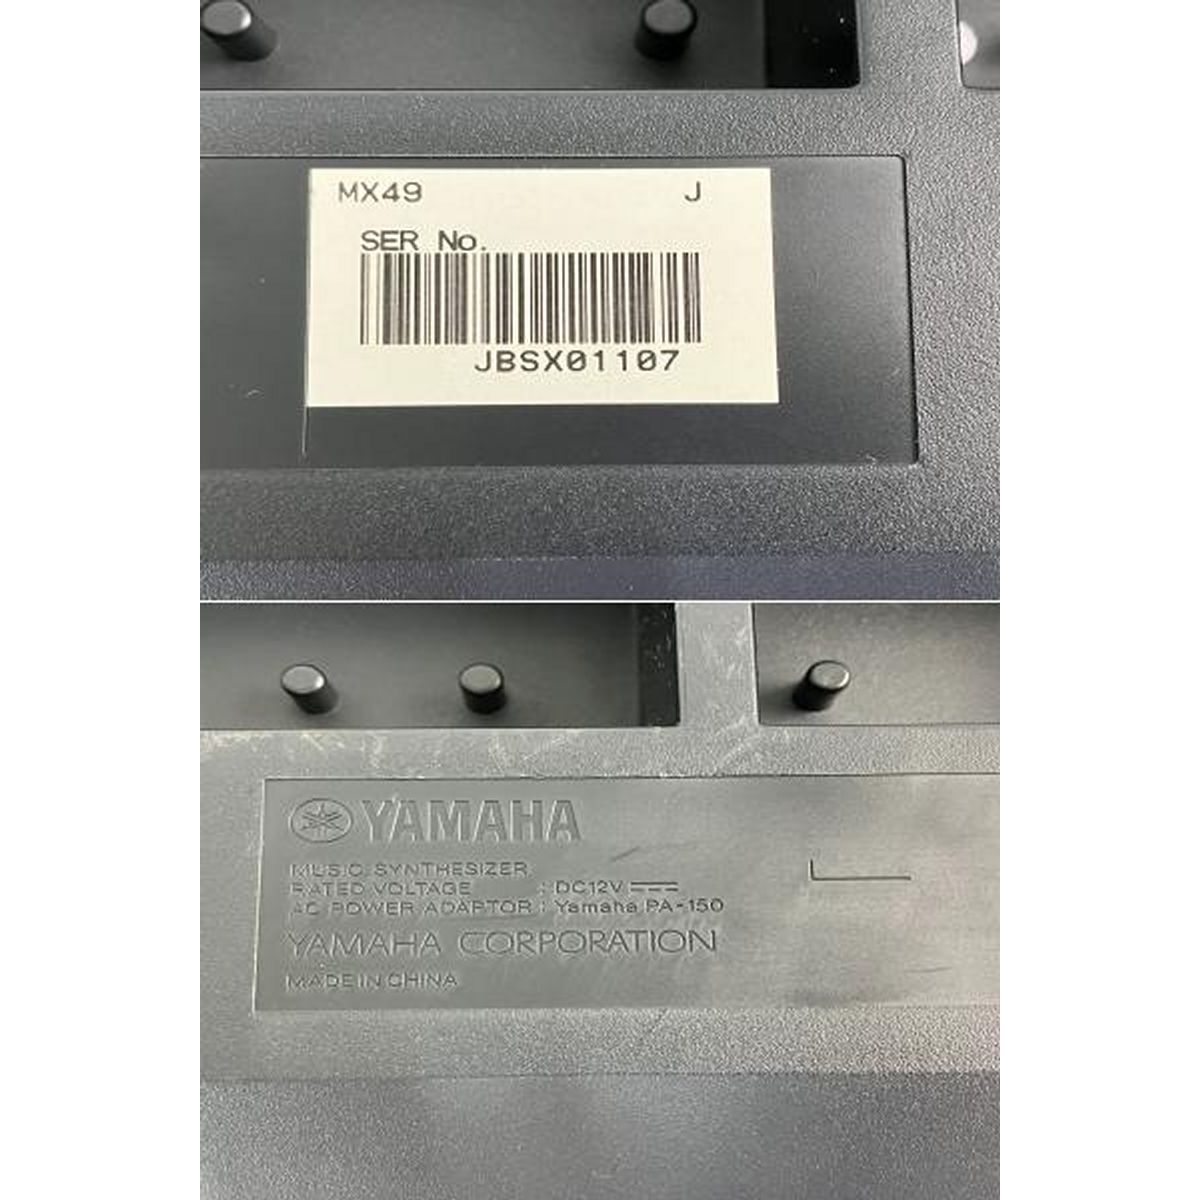 MX49 J
SER No.
JBSX01107
YAMAHA
MUSIC SYNTHESIZER
RATED VOLTAGE : DC12V
AC POWER ADAPTOR : Yamaha PA-150
YAMAHA CORPORATION
MADE IN CHINA